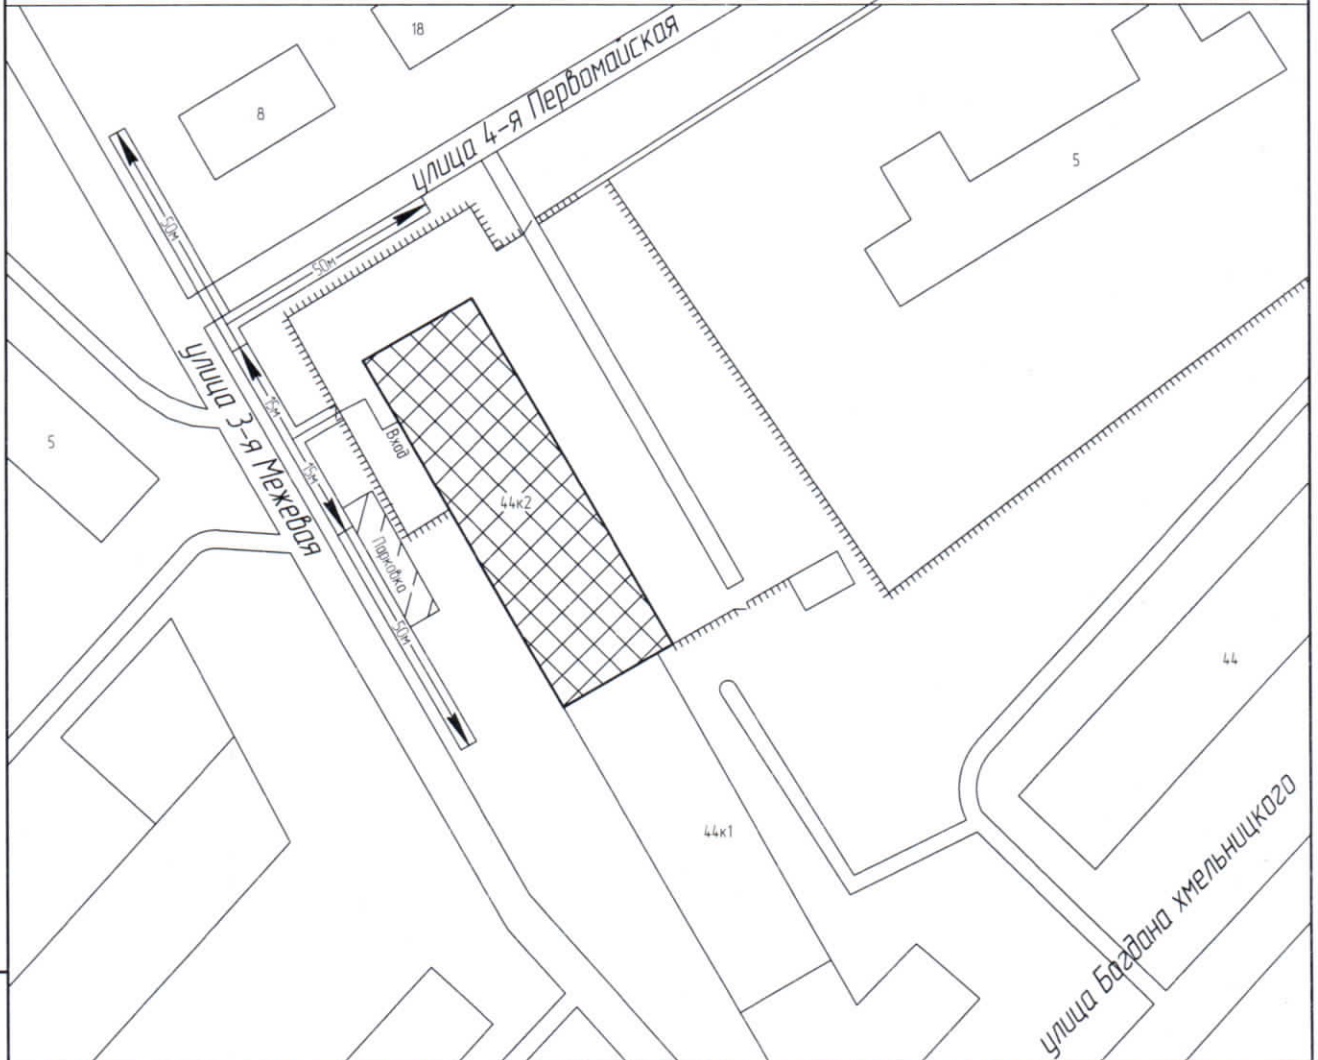 18
8
улица 4-я Первомайская
5
50м
50м
улица 3-я Межевая
15м
5
Вход
15м
44к2
Парковка
50м
44
44к1
улица Богдана хмельницкого